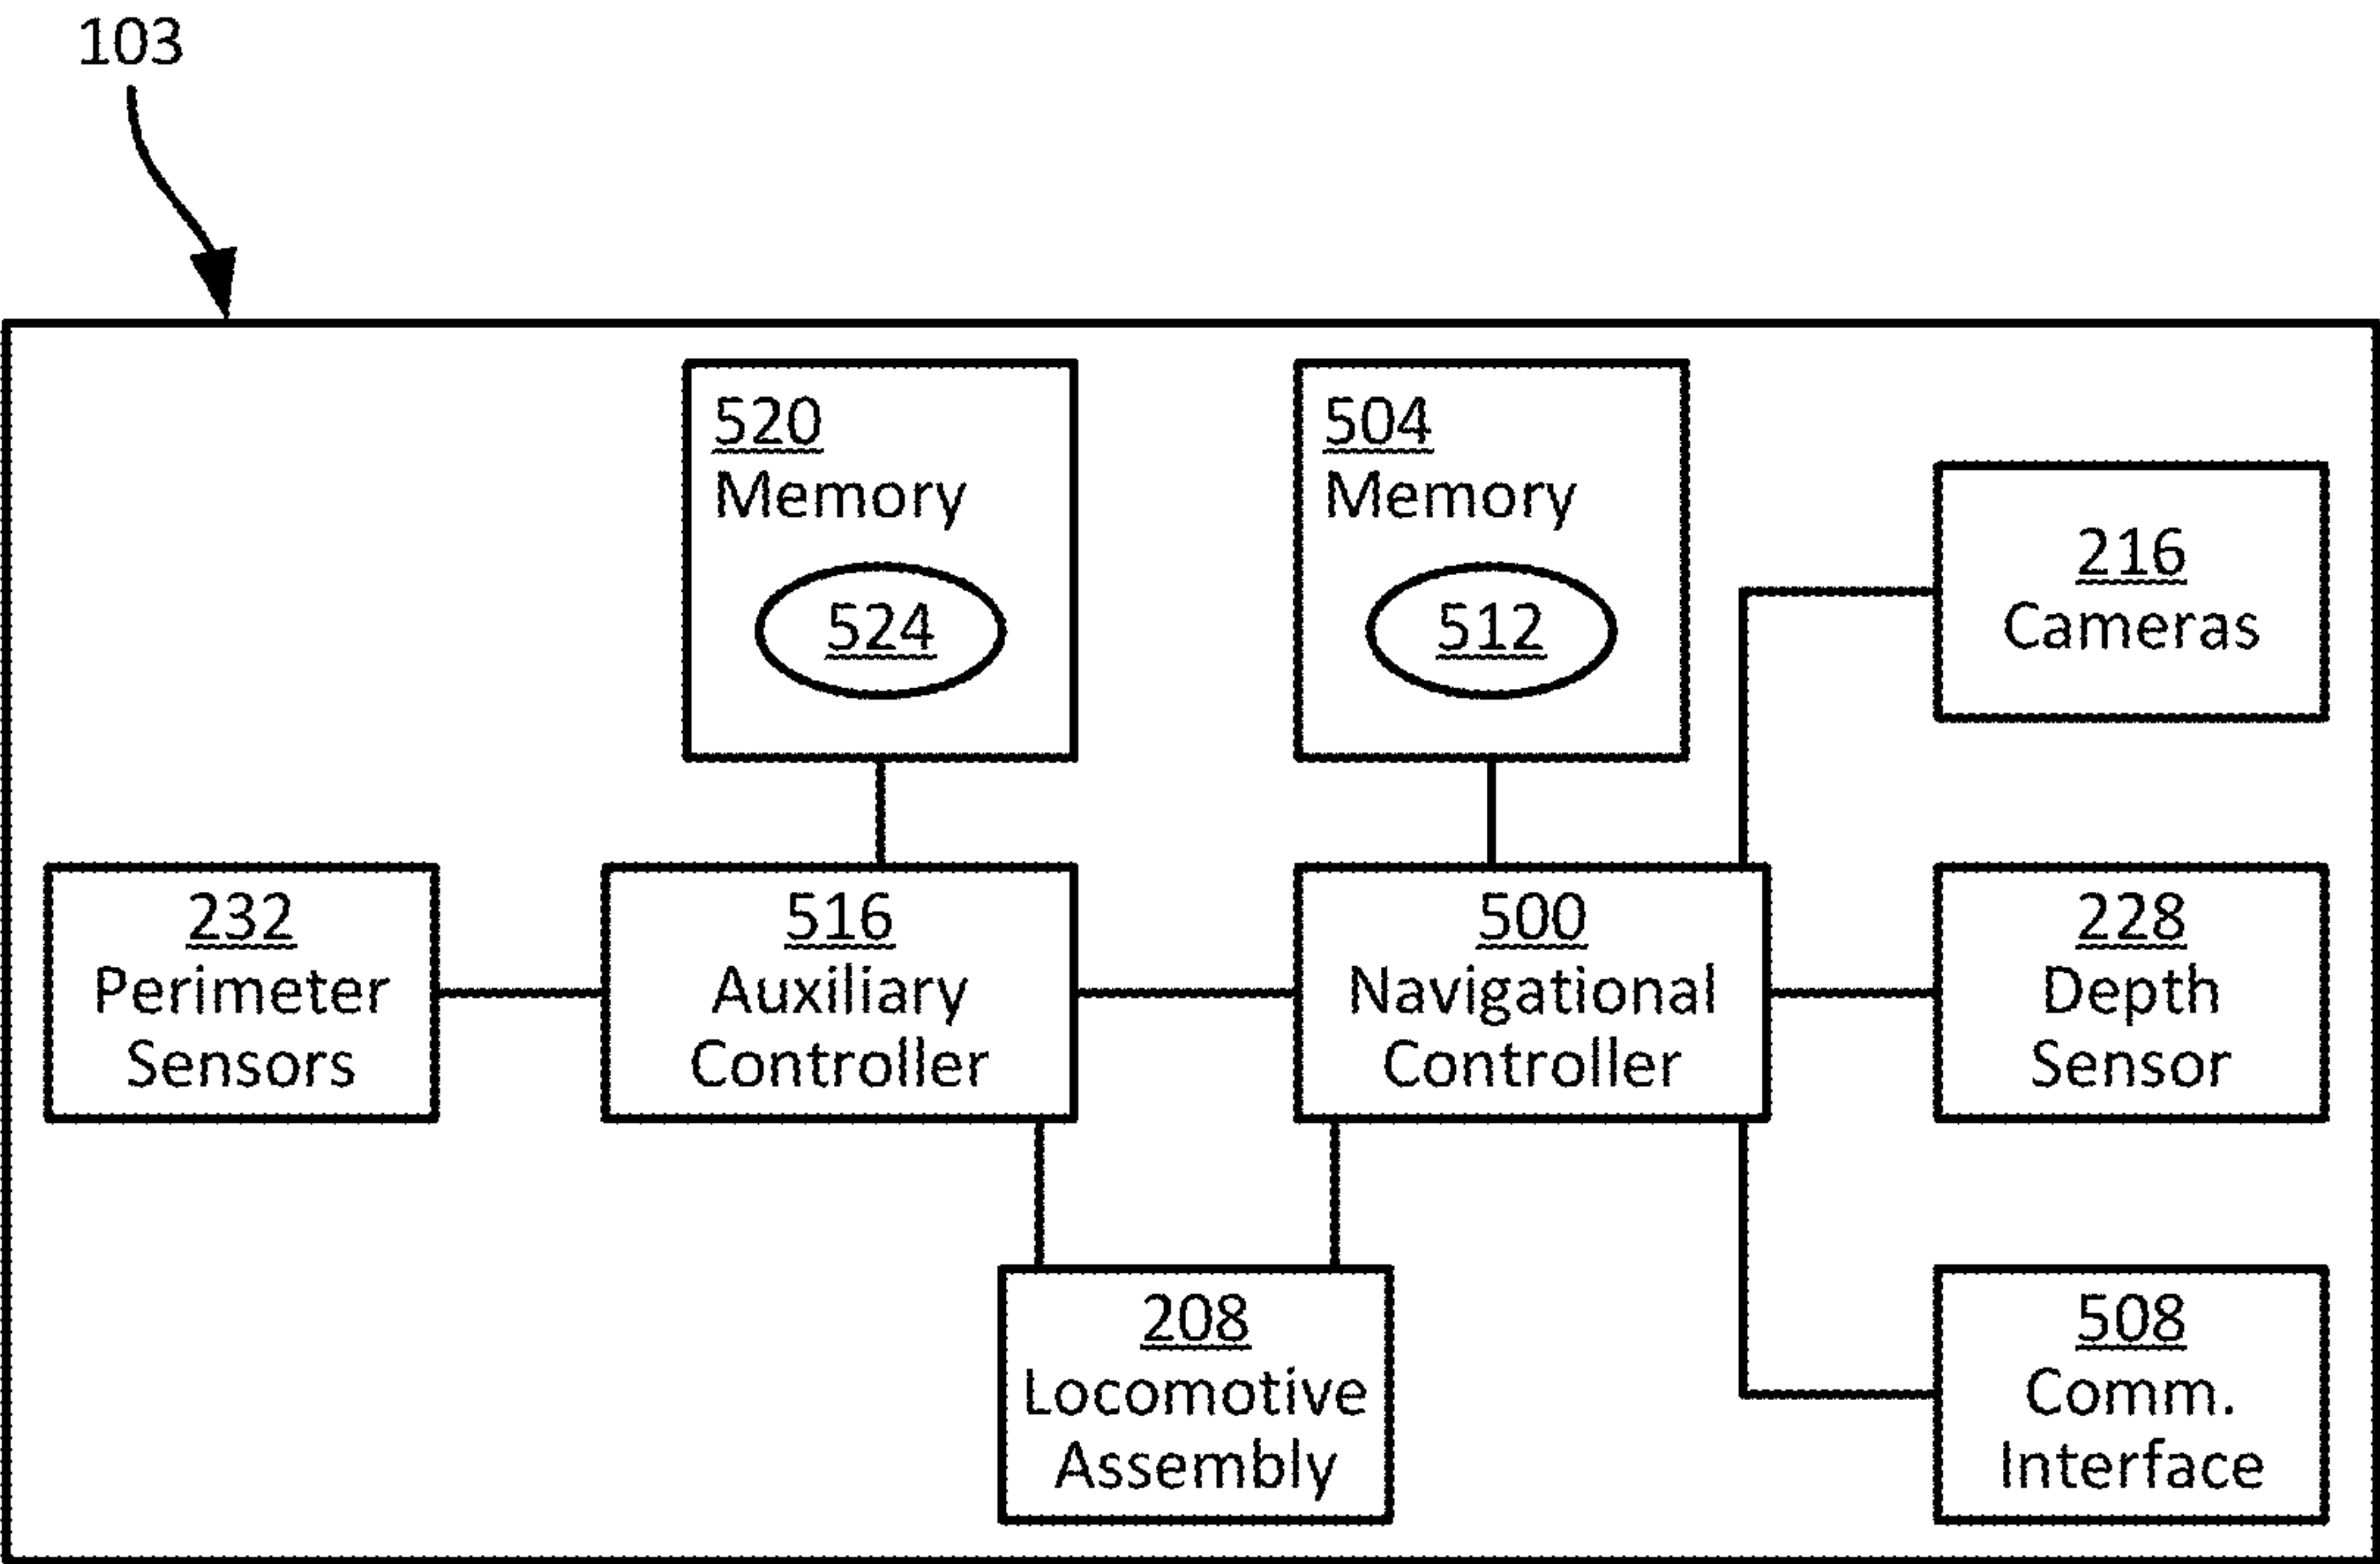 103
520
Memory
524
504
Memory
512
216
Cameras
232
Perimeter
Sensors
516
Auxiliary
Controller
500
Navigational
Controller
228
Depth
Sensor
208
Locomotive
Assembly
508
Comm.
Interface